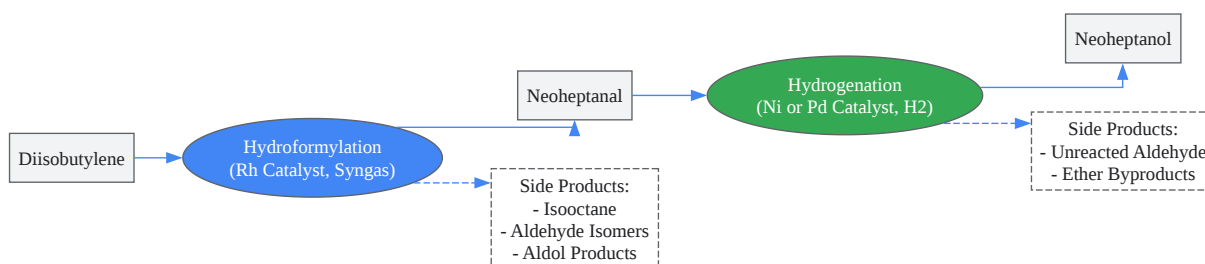 Diisobutylene
Hydroformylation
(Rh Catalyst, Syngas)
Neoheptanal
Side Products:
- Isooctane
- Aldehyde Isomers
- Aldol Products
Hydrogenation
(Ni or Pd Catalyst, H2)
Neoheptanol
Side Products:
- Unreacted Aldehyde
- Ether Byproducts